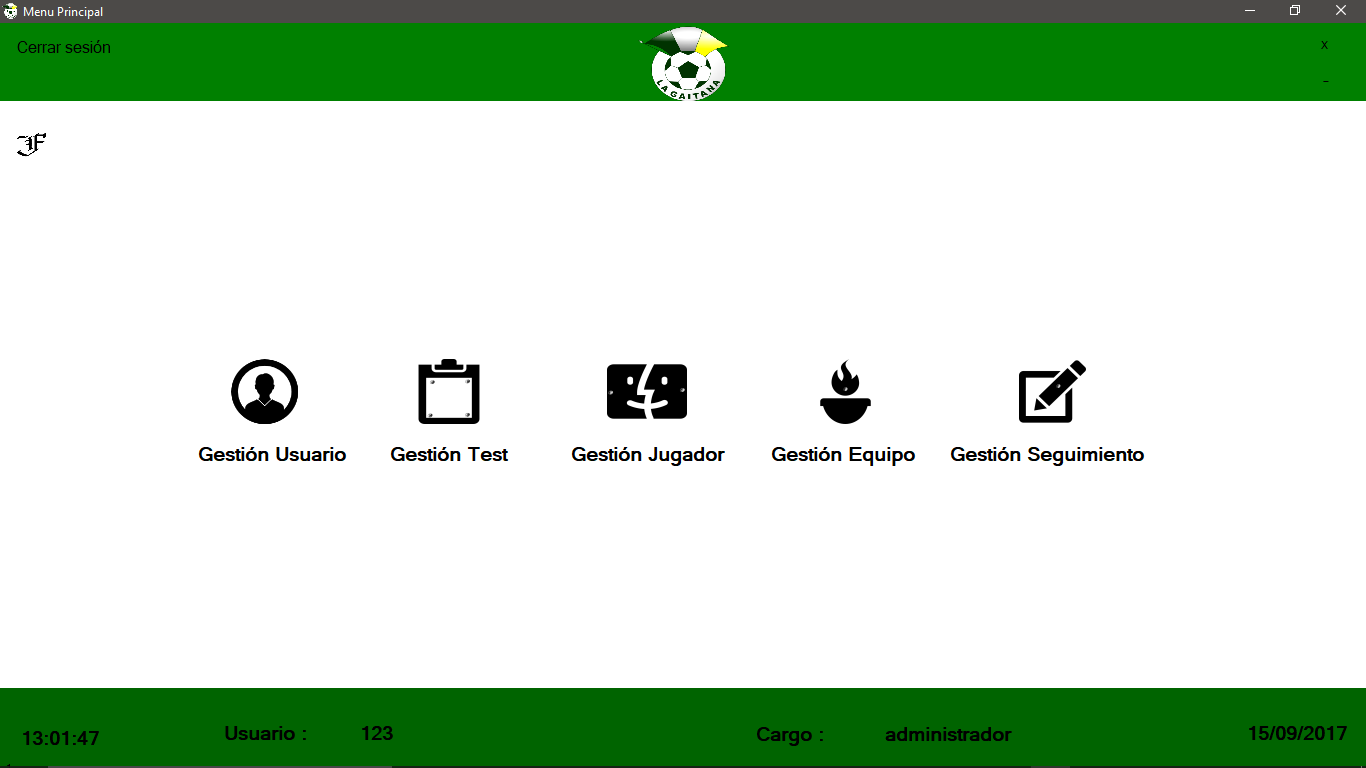 Menu Principal
Cerrar sesión
x
-
LA GAITANA
JF
Gestión Usuario
Gestión Test
Gestión Jugador
Gestión Equipo
Gestión Seguimiento
13:01:47
Usuario :
123
Cargo :
administrador
15/09/2017